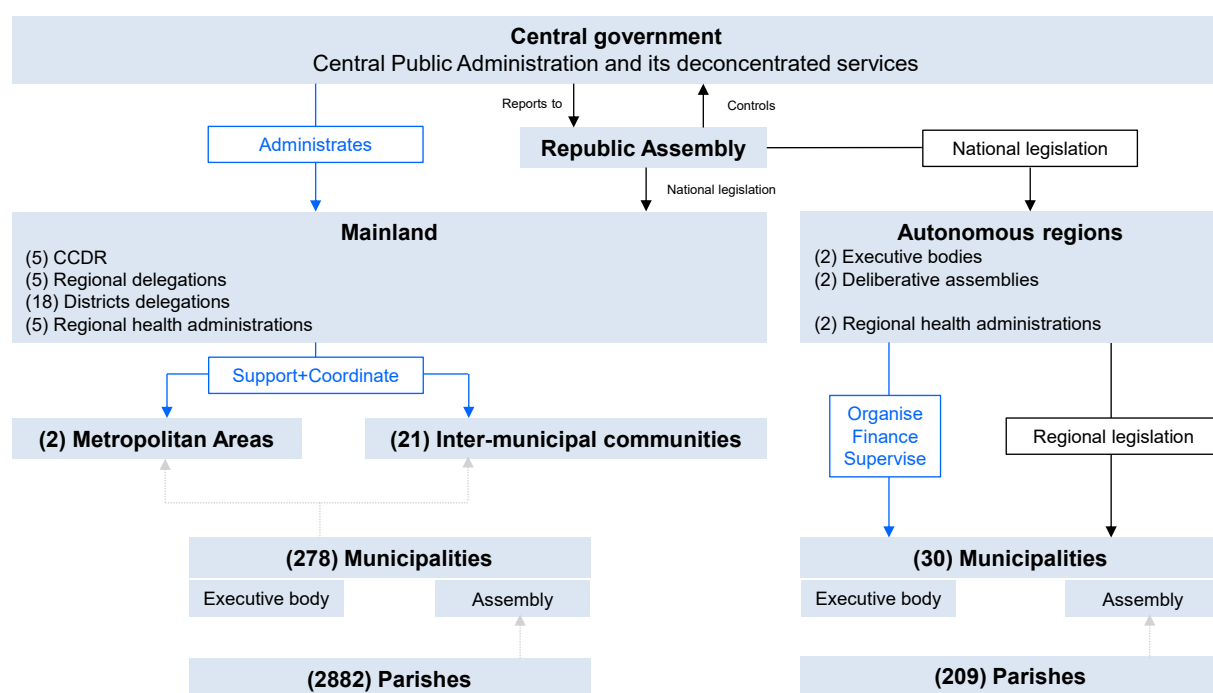 Central government
Central Public Administration and its deconcentrated services
Reports to
Controls
Administrates
Republic Assembly
National legislation
National legislation
Mainland
(5) CCDR
(5) Regional delegations
(18) Districts delegations
(5) Regional health administrations
Autonomous regions
(2) Executive bodies
(2) Deliberative assemblies
(2) Regional health administrations
Support+Coordinate
(2) Metropolitan Areas
(21) Inter-municipal communities
Organise
Finance
Supervise
Regional legislation
(278) Municipalities
Executive body
Assembly
(30) Municipalities
Executive body
Assembly
(2882) Parishes
(209) Parishes